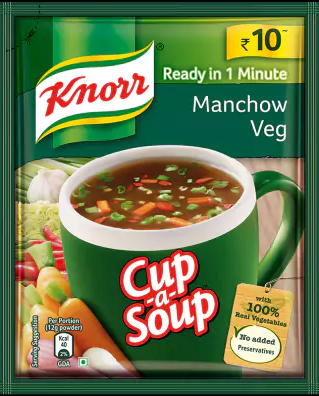 ₹10~
Knorr®
Ready in 1 Minute
Manchow
Veg
Cup
-a-
Soup
with
100%
Real Vegetables
No added
Preservatives
Per Portion
(12g powder)
Kcal
40
2%
GDA
Serving Suggestion